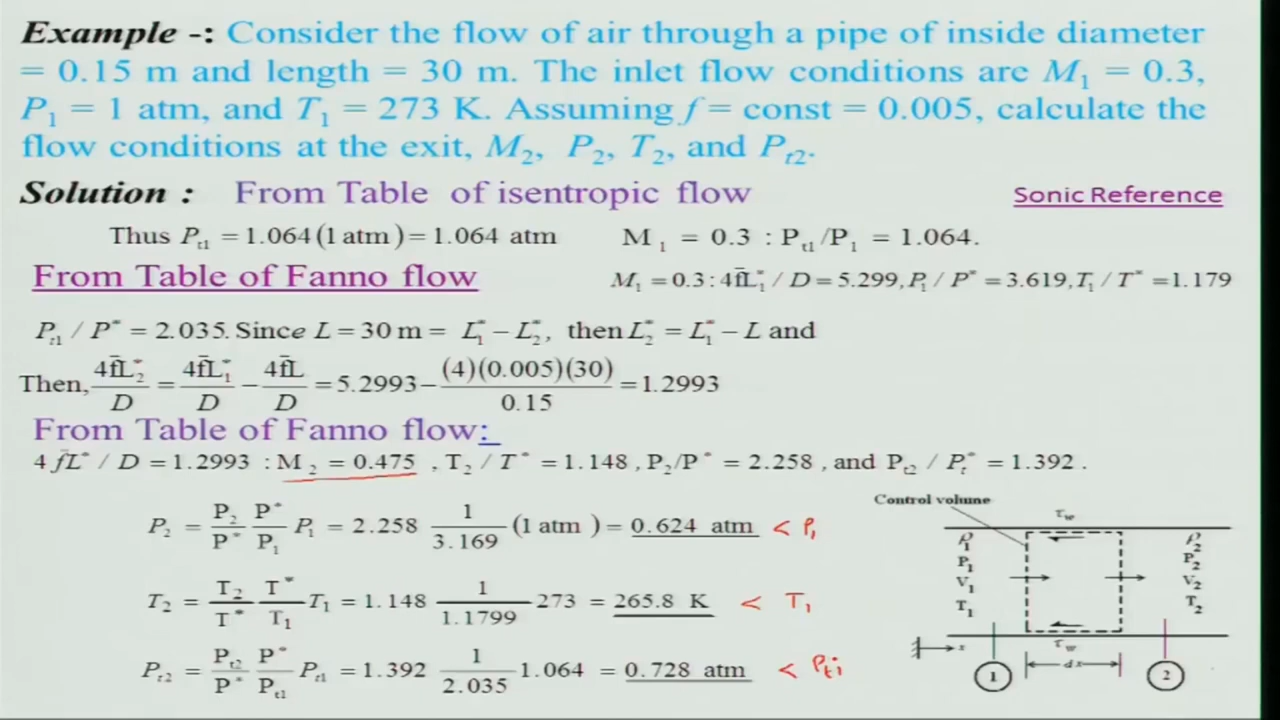 Example -: Consider the flow of air through a pipe of inside diameter
= 0.15 m and length = 30 m. The inlet flow conditions are M₁ = 0.3,
P₁ = 1 atm, and T₁ = 273 K. Assuming f = const = 0.005, calculate the
flow conditions at the exit, M₂, P₂, T₂, and Pt₂.
Solution : From Table of isentropic flow Sonic Reference
Thus Pt1 = 1.064(1 atm) = 1.064 atm M₁ = 0.3 : Pt1/P₁ = 1.064.
From Table of Fanno flow M₁ = 0.3 : 4f̄L₁* / D = 5.299, P₁ / P* = 3.619, T₁ / T* = 1.179
Pt1 / P* = 2.035. Since L = 30 m = L₁* − L₂*, then L₂* = L₁* − L and
Then, 4f̄L₂*/D = 4f̄L₁*/D − 4f̄L/D = 5.2993 − (4)(0.005)(30)/0.15 = 1.2993
From Table of Fanno flow:
4 f̄L* / D = 1.2993 : M₂ = 0.475 , T₂ / T* = 1.148 , P₂/P* = 2.258 , and Pt2 / Pt* = 1.392 .
P₂ = P₂/P* P*/P₁ P₁ = 2.258 1/3.169 (1 atm ) = 0.624 atm < P₁
T₂ = T₂/T* T*/T₁ T₁ = 1.148 1/1.1799 273 = 265.8 K < T₁
Pt2 = Pt2/P* P*/Pt1 Pt1 = 1.392 1/2.035 1.064 = 0.728 atm < Pti
Control volume
τw
ρ₁ ρ₂
P₁ P₂
V₁ V₂
T₁ T₂
τw
x dx
1 2